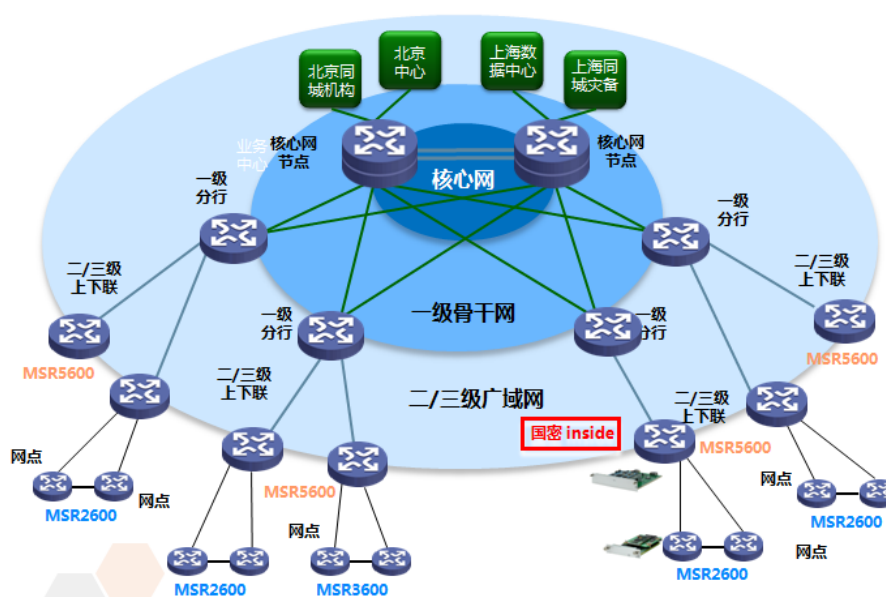 北京同
城机构
北京
中心
上海数
据中心
上海同
城灾备
业务
中心
核心网
节点
核心网
节点
核心网
一级
分行
一级
分行
二/三级
上下联
二/三级
上下联
一级骨干网
一级
分行
一级
分行
MSR5600
MSR5600
二/三级
上下联
二/三级广域网
二/三级
上下联
国密 inside
MSR5600
MSR5600
网点
网点
MSR2600
网点
网点
MSR2600
网点
网点
MSR2600
MSR3600
MSR2600